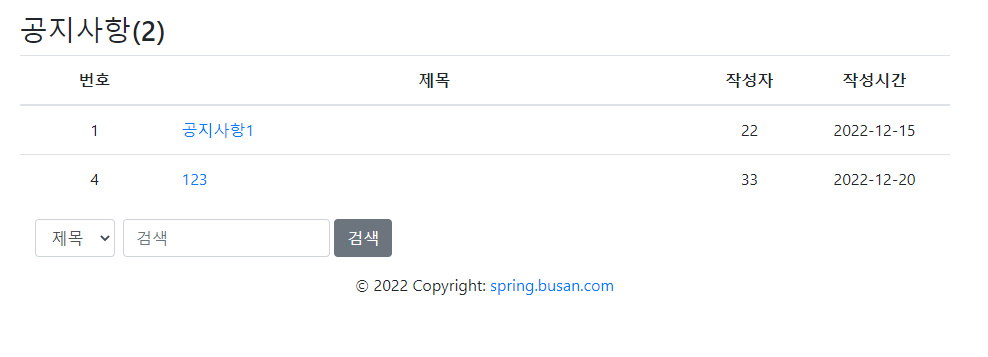 공지사항(2)
번호 제목 작성자 작성시간
1 공지사항1 22 2022-12-15
4 123 33 2022-12-20
제목 검색 검색
© 2022 Copyright: spring.busan.com